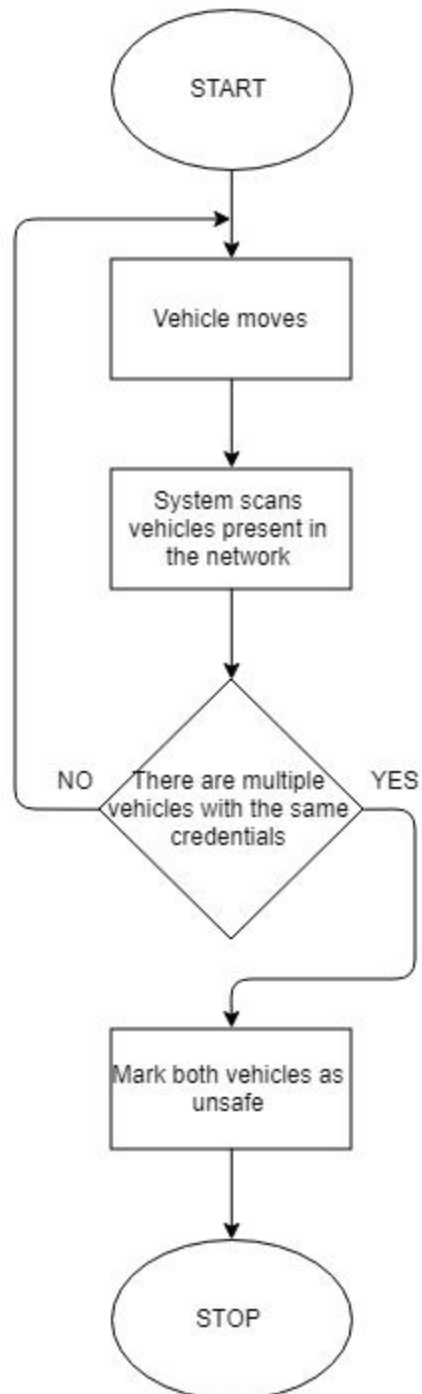 START
Vehicle moves
System scans
vehicles present in
the network
NO
There are multiple
vehicles with the same
credentials
YES
Mark both vehicles as
unsafe
STOP